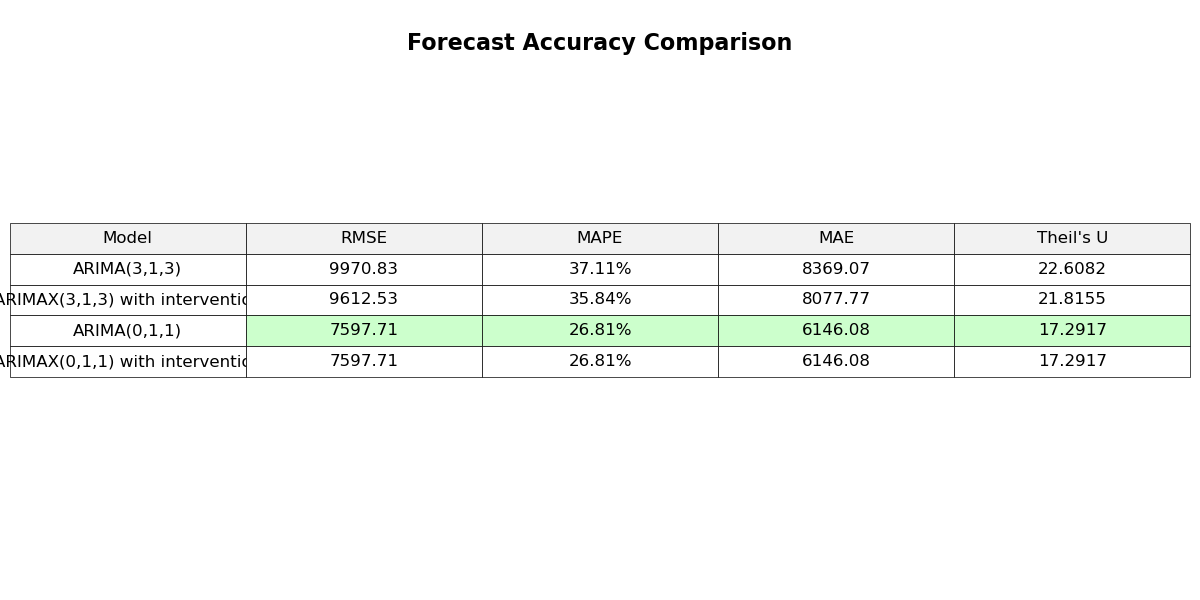 Forecast Accuracy Comparison
Model RMSE MAPE MAE Theil's U
ARIMA(3,1,3) 9970.83 37.11% 8369.07 22.6082
ARIMAX(3,1,3) with interventio 9612.53 35.84% 8077.77 21.8155
ARIMA(0,1,1) 7597.71 26.81% 6146.08 17.2917
ARIMAX(0,1,1) with interventio 7597.71 26.81% 6146.08 17.2917